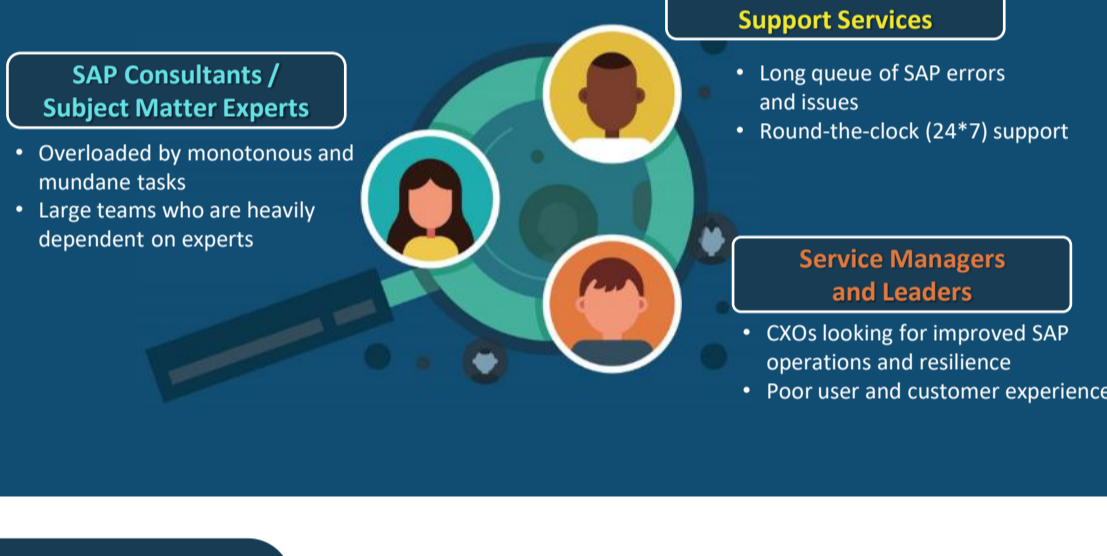 Support Services
• Long queue of SAP errors
and issues
• Round-the-clock (24*7) support
SAP Consultants /
Subject Matter Experts
• Overloaded by monotonous and
mundane tasks
• Large teams who are heavily
dependent on experts
Service Managers
and Leaders
• CXOs looking for improved SAP
operations and resilience
• Poor user and customer experience